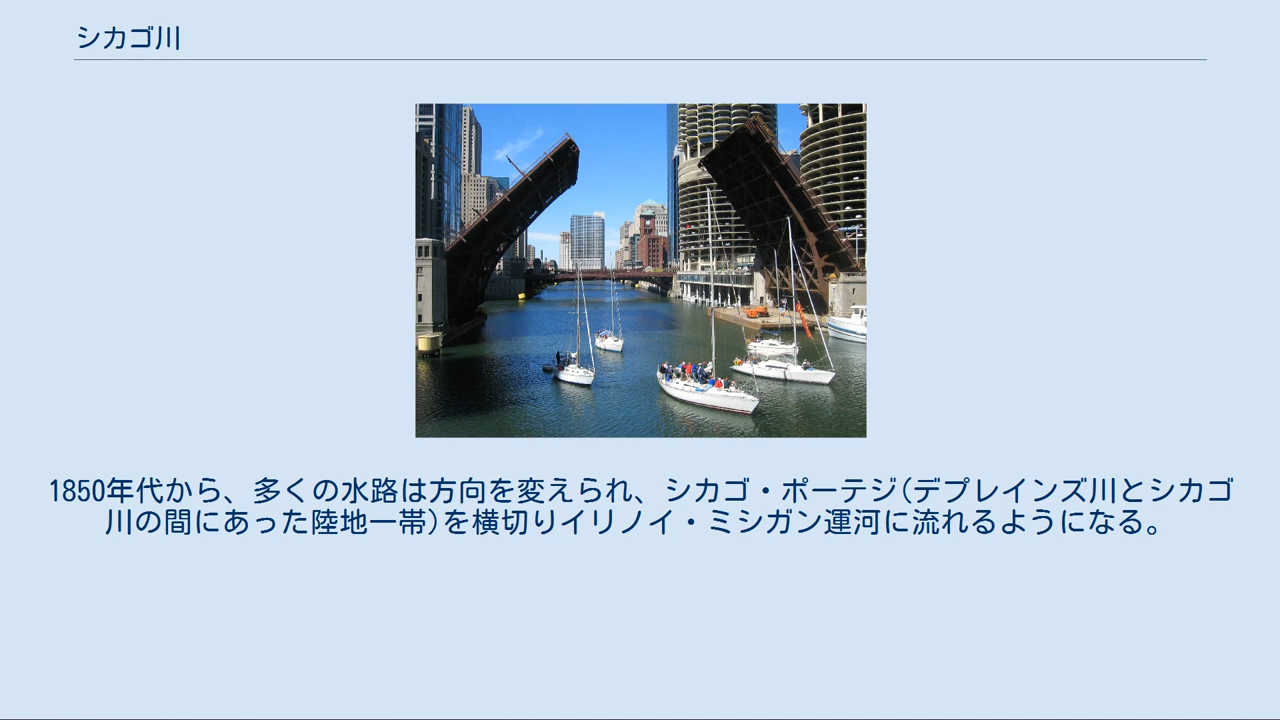 シカゴ川
1850年代から、多くの水路は方向を変えられ、シカゴ・ポーテジ(デプレインズ川とシカゴ
川の間にあった陸地一帯)を横切りイリノイ・ミシガン運河に流れるようになる。